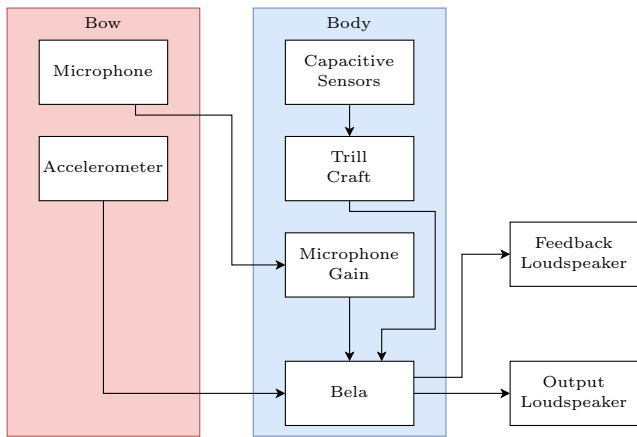 Bow
Microphone
Accelerometer
Body
Capacitive
Sensors
Trill
Craft
Microphone
Gain
Bela
Feedback
Loudspeaker
Output
Loudspeaker